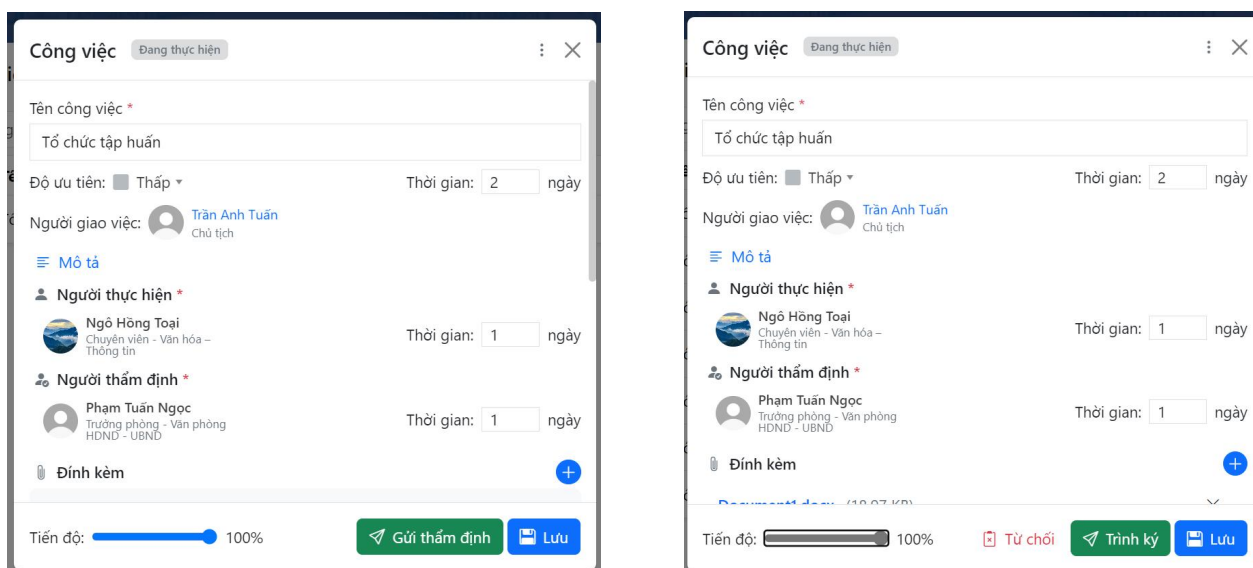 Công việc Đang thực hiện
Tên công việc *
Tổ chức tập huấn
Độ ưu tiên: Thấp Thời gian: 2 ngày
Người giao việc: Trần Anh Tuấn
Chủ tịch
Mô tả
Người thực hiện *
Ngô Hồng Toại
Chuyên viên - Văn hóa –
Thông tin
Thời gian: 1 ngày
Người thẩm định *
Phạm Tuấn Ngọc
Trưởng phòng - Văn phòng
HDND - UBND
Thời gian: 1 ngày
Đính kèm
Tiến độ: 100% Gửi thẩm định Lưu
Công việc Đang thực hiện
Tên công việc *
Tổ chức tập huấn
Độ ưu tiên: Thấp Thời gian: 2 ngày
Người giao việc: Trần Anh Tuấn
Chủ tịch
Mô tả
Người thực hiện *
Ngô Hồng Toại
Chuyên viên - Văn hóa –
Thông tin
Thời gian: 1 ngày
Người thẩm định *
Phạm Tuấn Ngọc
Trưởng phòng - Văn phòng
HDND - UBND
Thời gian: 1 ngày
Đính kèm
Document1.docx (18.97 KB)
Tiến độ: 100% Từ chối Trình ký Lưu